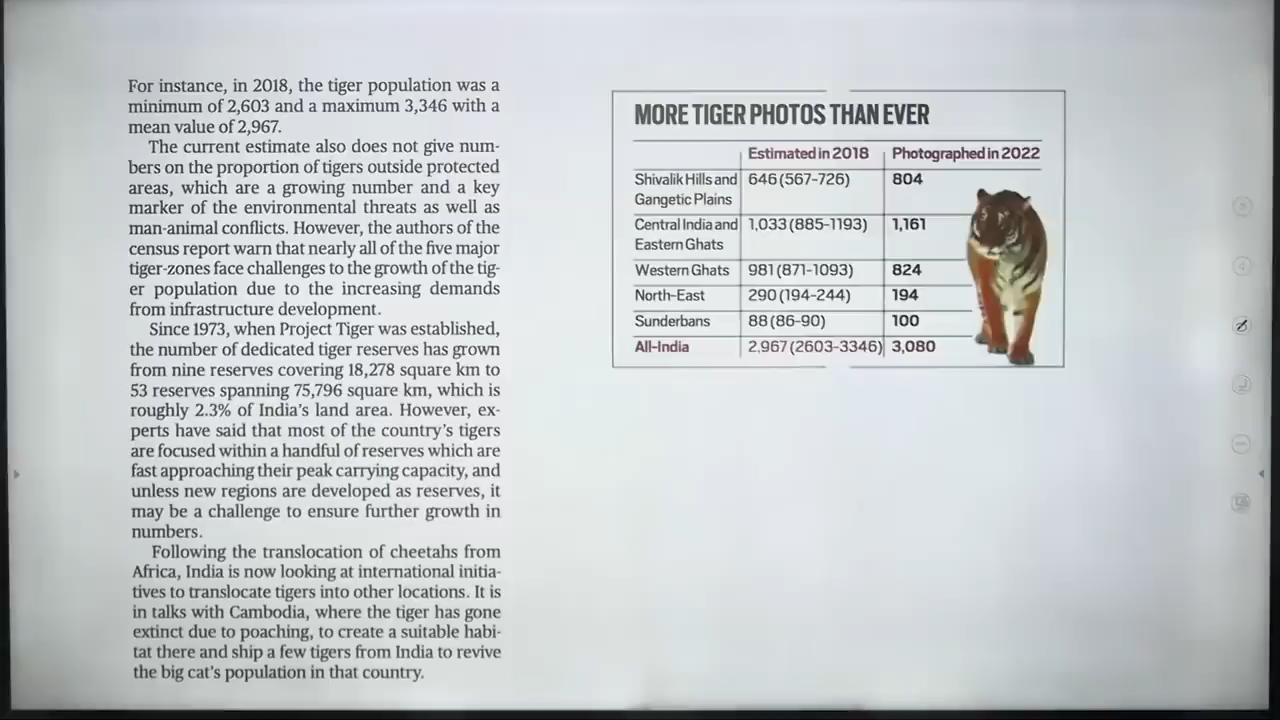 For instance, in 2018, the tiger population was a
minimum of 2,603 and a maximum 3,346 with a
mean value of 2,967.
The current estimate also does not give num-
bers on the proportion of tigers outside protected
areas, which are a growing number and a key
marker of the environmental threats as well as
man-animal conflicts. However, the authors of the
census report warn that nearly all of the five major
tiger-zones face challenges to the growth of the tig-
er population due to the increasing demands
from infrastructure development.
Since 1973, when Project Tiger was established,
the number of dedicated tiger reserves has grown
from nine reserves covering 18,278 square km to
53 reserves spanning 75,796 square km, which is
roughly 2.3% of India's land area. However, ex-
perts have said that most of the country's tigers
are focused within a handful of reserves which are
fast approaching their peak carrying capacity, and
unless new regions are developed as reserves, it
may be a challenge to ensure further growth in
numbers.
Following the translocation of cheetahs from
Africa, India is now looking at international initia-
tives to translocate tigers into other locations. It is
in talks with Cambodia, where the tiger has gone
extinct due to poaching, to create a suitable habi-
tat there and ship a few tigers from India to revive
the big cat's population in that country.
MORE TIGER PHOTOS THAN EVER
Estimated in 2018 Photographed in 2022
Shivalik Hills and 646 (567-726) 804
Gangetic Plains
Central India and 1,033 (885-1193) 1,161
Eastern Ghats
Western Ghats 981 (871-1093) 824
North-East 290 (194-244) 194
Sunderbans 88 (86-90) 100
All-India 2,967 (2603-3346) 3,080